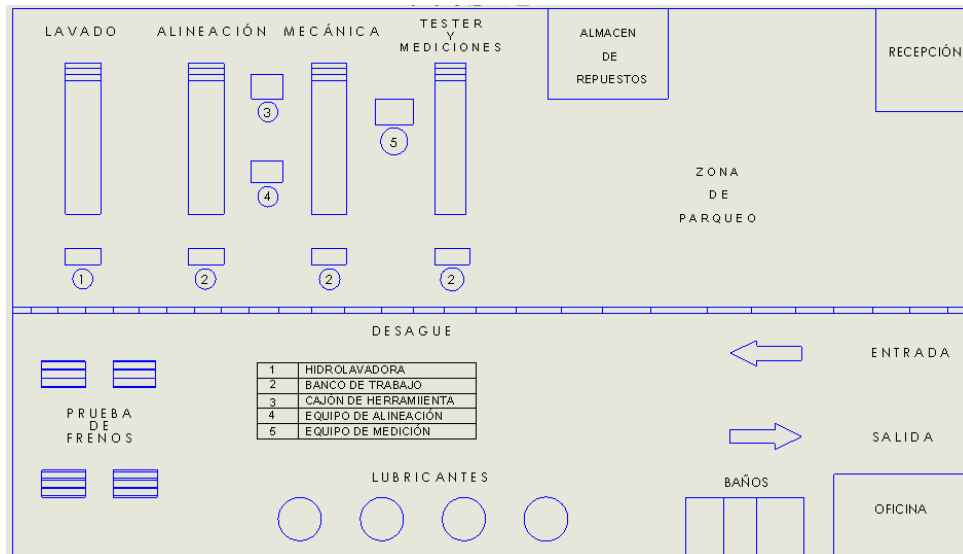 LAVADO
ALINEACIÓN
MECÁNICA
TESTER
Y
MEDICIONES
ALMACEN
DE
REPUESTOS
RECEPCIÓN
3
5
4
ZONA
DE
PARQUEO
1
2
2
2
DESAGUE
ENTRADA
1 HIDROLAVADORA
2 BANCO DE TRABAJO
3 CAJÓN DE HERRAMIIENTA
4 EQUIPO DE ALINEACIÓN
5 EQUIPO DE MEDICIÓN
PRUEBA
DE
FRENOS
SALIDA
LUBRICANTES
BAÑOS
OFICINA